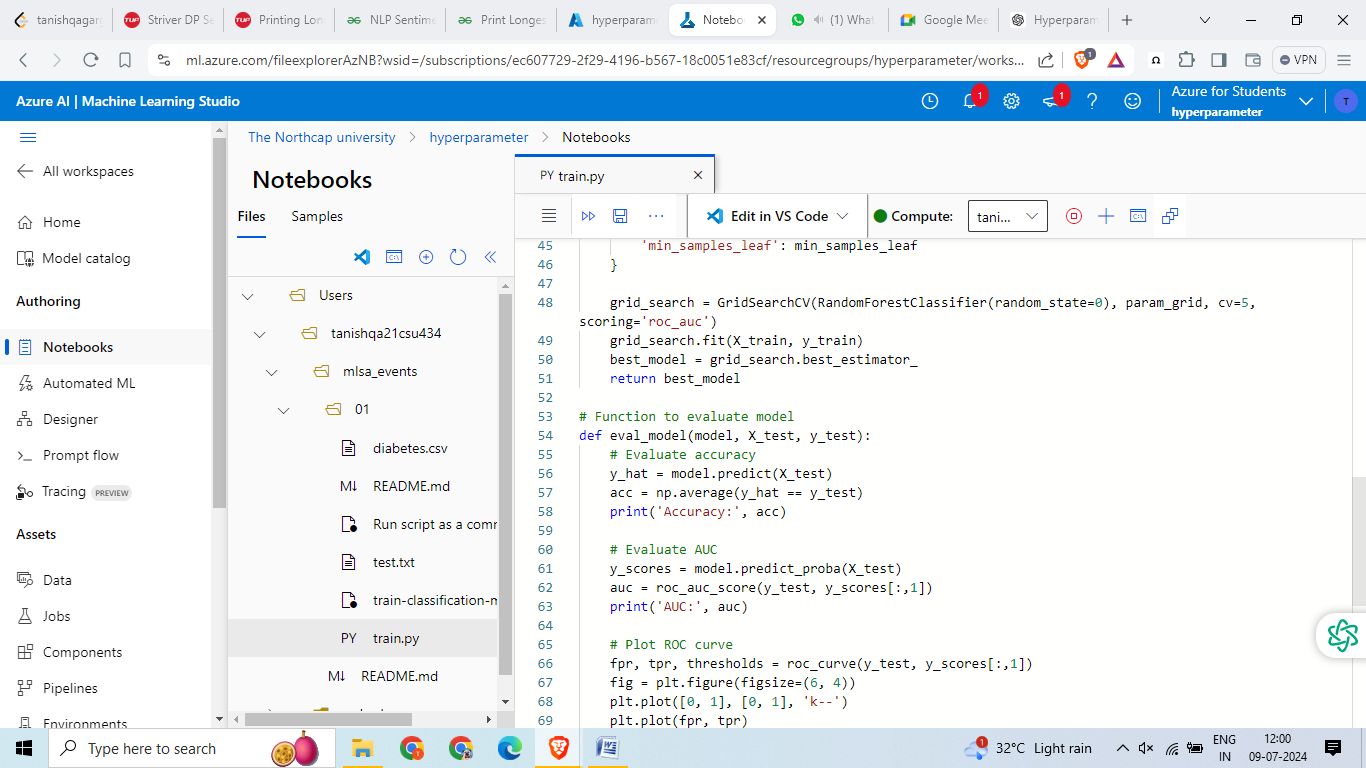 tanishqagarg
Striver DP Se
Printing Lon
NLP Sentime
Print Longes
hyperparame
Notebo
(1) What
Google Mee
Hyperparam
ml.azure.com/fileexplorerAzNB?wsid=/subscriptions/ec607729-2f29-4196-b567-18c0051e83cf/resourcegroups/hyperparameter/works...
1
VPN
Azure AI | Machine Learning Studio
1
1
Azure for Students
hyperparameter
T
All workspaces
Home
Model catalog
Authoring
Notebooks
Automated ML
Designer
Prompt flow
Tracing PREVIEW
Assets
Data
Jobs
Components
Pipelines
Environments
The Northcap university > hyperparameter > Notebooks
Notebooks
Files Samples
Users
tanishqa21csu434
mlsa_events
01
diabetes.csv
M↓ README.md
Run script as a comm
test.txt
train-classification-m
PY train.py
M↓ README.md
PY train.py
Edit in VS Code
Compute:
tani...
45 'min_samples_leaf': min_samples_leaf
46 }
47
48 grid_search = GridSearchCV(RandomForestClassifier(random_state=0), param_grid, cv=5,
scoring='roc_auc')
49 grid_search.fit(X_train, y_train)
50 best_model = grid_search.best_estimator_
51 return best_model
52
53 # Function to evaluate model
54 def eval_model(model, X_test, y_test):
55 # Evaluate accuracy
56 y_hat = model.predict(X_test)
57 acc = np.average(y_hat == y_test)
58 print('Accuracy:', acc)
59
60 # Evaluate AUC
61 y_scores = model.predict_proba(X_test)
62 auc = roc_auc_score(y_test, y_scores[:,1])
63 print('AUC:', auc)
64
65 # Plot ROC curve
66 fpr, tpr, thresholds = roc_curve(y_test, y_scores[:,1])
67 fig = plt.figure(figsize=(6, 4))
68 plt.plot([0, 1], [0, 1], 'k--')
69 plt.plot(fpr, tpr)
Type here to search
1
32°C Light rain
ENG
IN
12:00
09-07-2024